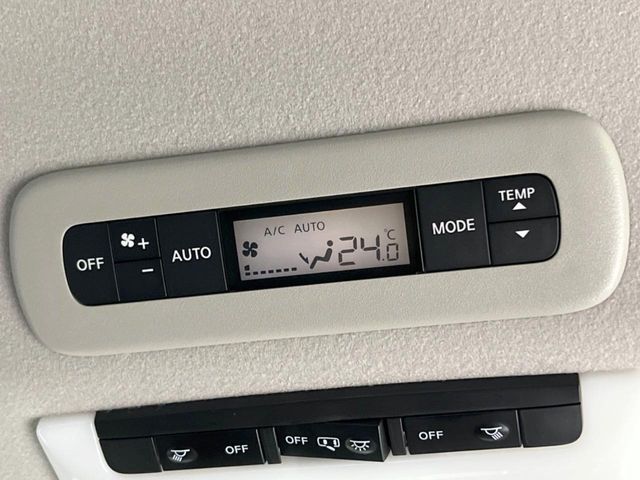 OFF + - AUTO A/C AUTO 24.0 °C MODE TEMP
OFF OFF OFF